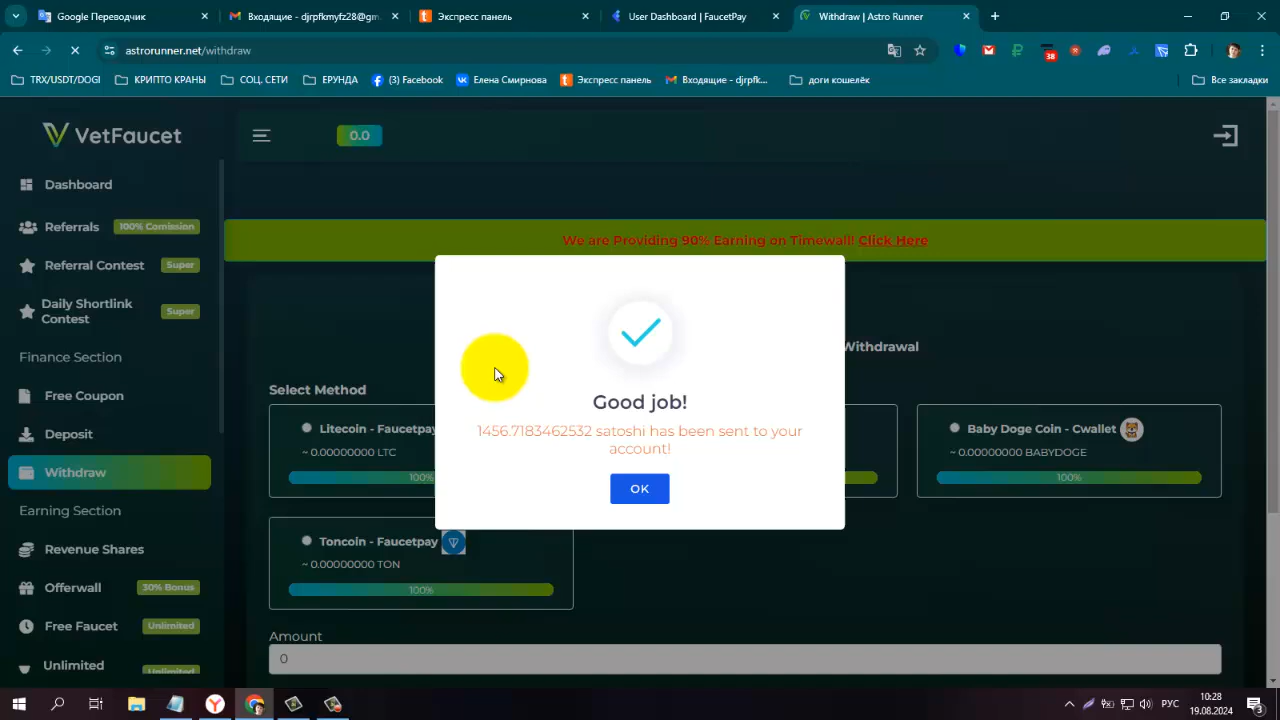 Google Переводчик
Входящие - djrpfkmyfz28@gm
Экспресс панель
User Dashboard | FaucetPay
Withdraw | Astro Runner
astrorunner.net/withdraw
38
TRX/USDT/DOGI
КРИПТО КРАНЫ
СОЦ. СЕТИ
ЕРУНДА
(3) Facebook
Елена Смирнова
Экспресс панель
Входящие - djrpfk...
доги кошелёк
Все закладки
VetFaucet
0.0
Dashboard
Referrals
100% Comission
Referral Contest
Super
Daily Shortlink
Contest
Super
Finance Section
Free Coupon
Deposit
Withdraw
Earning Section
Revenue Shares
Offerwall
30% Bonus
Free Faucet
Unlimited
Unlimited
Unlimited
We are Providing 90% Earning on Timewall! Click Here
Withdrawal
Select Method
Litecoin - Faucetpay
~ 0.00000000 LTC
100%
Baby Doge Coin - Cwallet
~ 0.00000000 BABYDOGE
100%
Toncoin - Faucetpay
~ 0.00000000 TON
100%
Amount
0
Good job!
1456.7183462532 satoshi has been sent to your
account!
OK
РУС
10:28
19.08.2024
3